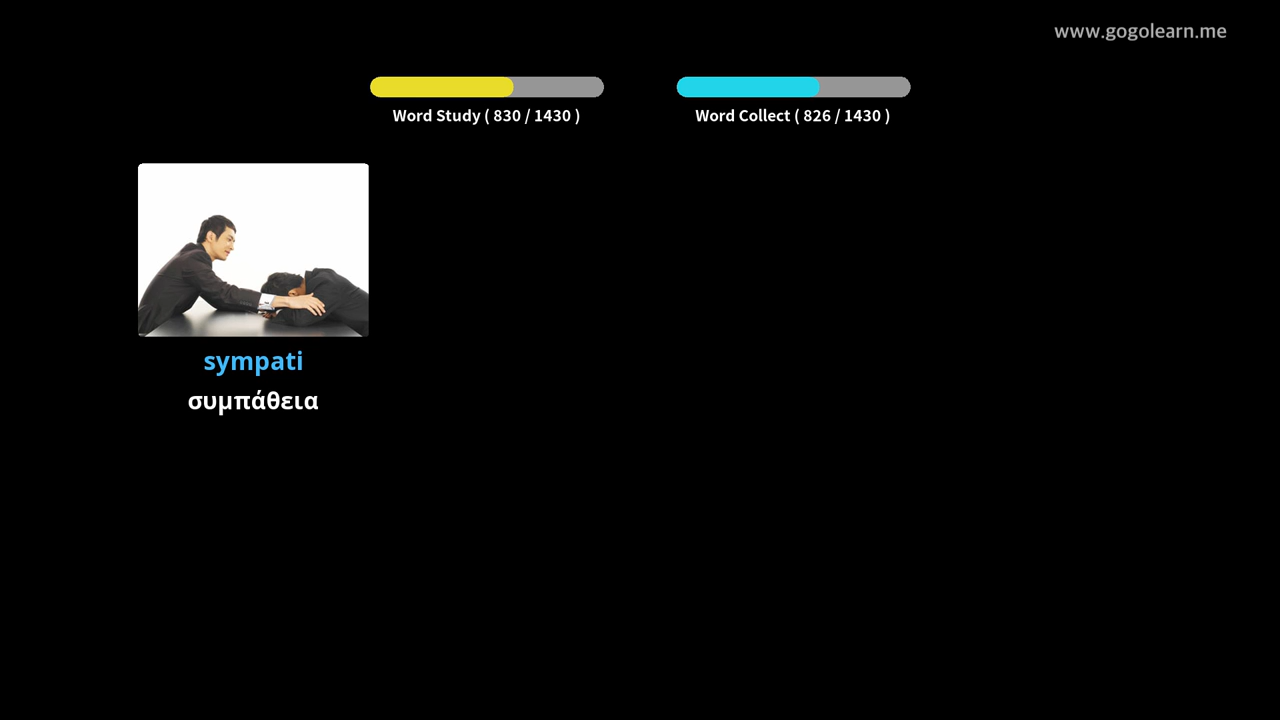 www.gogolearn.me
Word Study ( 830 / 1430 )
Word Collect ( 826 / 1430 )
sympati
συμπάθεια